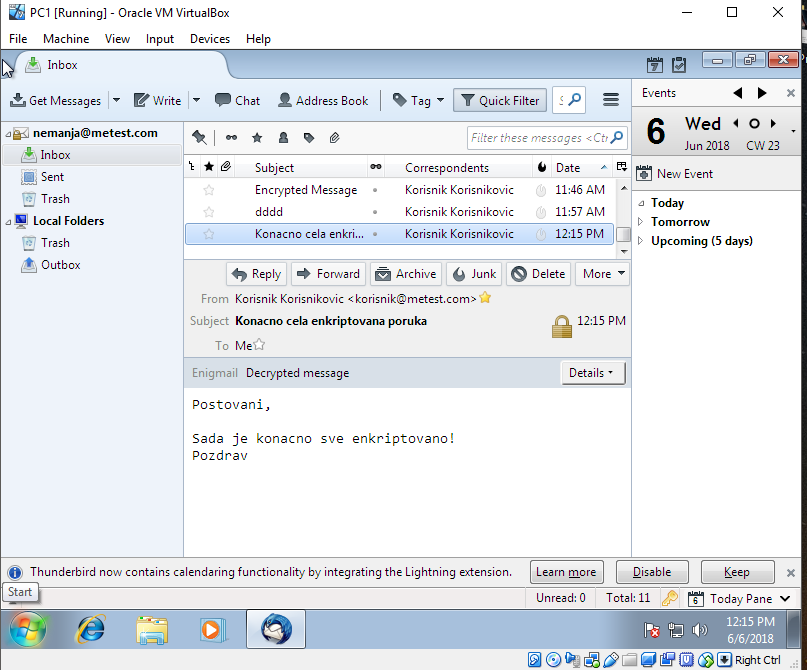 PC1 [Running] - Oracle VM VirtualBox
File Machine View Input Devices Help
Inbox
Get Messages Write Chat Address Book Tag Quick Filter
Events
Filter these messages <Ctr
6 Wed
Jun 2018 CW 23
New Event
Today
Tomorrow
Upcoming (5 days)
nemanja@metest.com
Inbox
Sent
Trash
Local Folders
Trash
Outbox
Subject Correspondents Date
Encrypted Message Korisnik Korisnikovic 11:46 AM
dddd Korisnik Korisnikovic 11:57 AM
Konacno cela enkri... Korisnik Korisnikovic 12:15 PM
Reply Forward Archive Junk Delete More
From Korisnik Korisnikovic <korisnik@metest.com>
Subject Konacno cela enkriptovana poruka 12:15 PM
To Me
Enigmail Decrypted message Details
Postovani,
Sada je konacno sve enkriptovano!
Pozdrav
Thunderbird now contains calendaring functionality by integrating the Lightning extension. Learn more Disable Keep
Start
Unread: 0 Total: 11 6 Today Pane
12:15 PM
6/6/2018
Right Ctrl